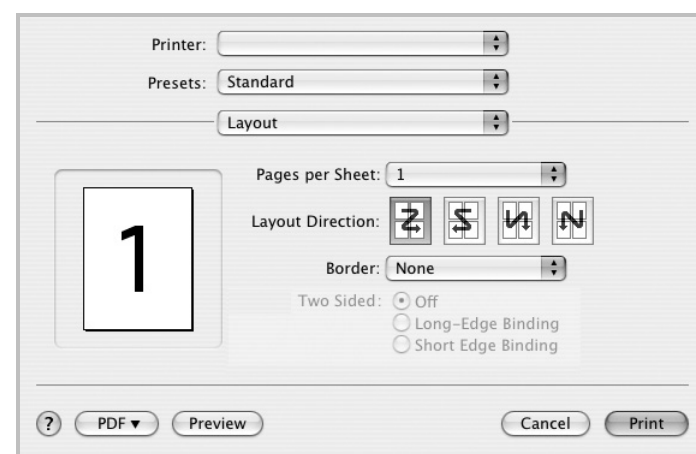 Printer:
Presets: Standard
Layout
Pages per Sheet: 1
1
Layout Direction:
Border: None
Two Sided: Off
Long-Edge Binding
Short Edge Binding
? PDF▼ Preview Cancel Print